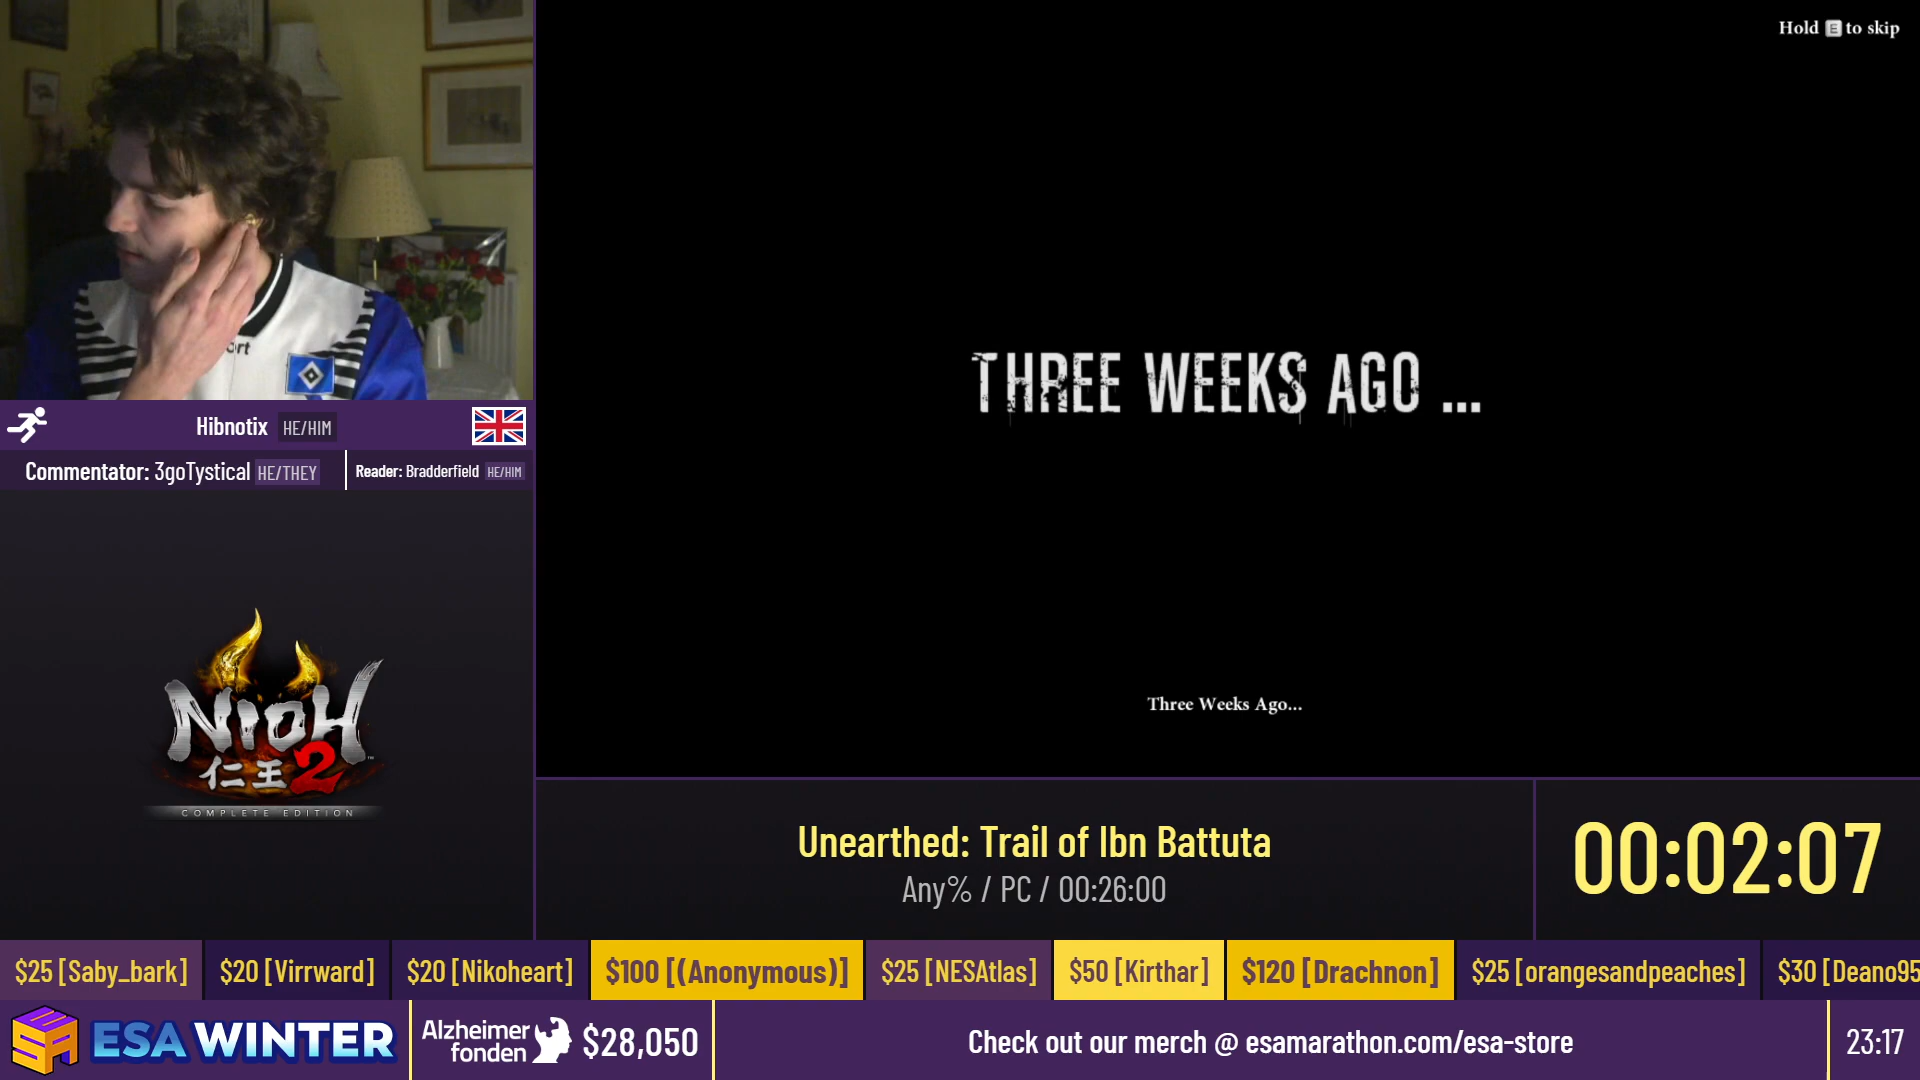 Hold E to skip
THREE WEEKS AGO ...
Three Weeks Ago...
ort
Hibnotix HE/HIM
Commentator: 3goTystical HE/THEY
Reader: Bradderfield HE/HIM
NIOH
仁王2
COMPLETE EDITION
Unearthed: Trail of Ibn Battuta
Any% / PC / 00:26:00
00:02:07
$25 [Saby_bark] $20 [Virrward] $20 [Nikoheart] $100 [(Anonymous)] $25 [NESAtlas] $50 [Kirthar] $120 [Drachnon] $25 [orangesandpeaches] $30 [Deano95
ESA WINTER
Alzheimer
fonden
$28,050
Check out our merch @ esamarathon.com/esa-store
23:17